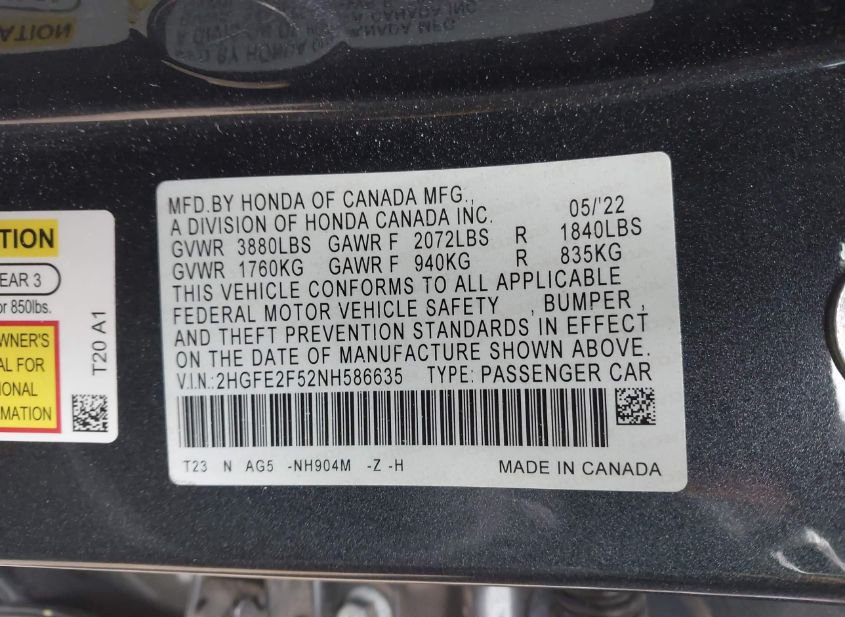 MFD.BY HONDA OF CANADA MFG.,
A DIVISION OF HONDA CANADA INC. 05/'22
GVWR 3880LBS GAWR F 2072LBS R 1840LBS
GVWR 1760KG GAWR F 940KG R 835KG
THIS VEHICLE CONFORMS TO ALL APPLICABLE
FEDERAL MOTOR VEHICLE SAFETY , BUMPER ,
AND THEFT PREVENTION STANDARDS IN EFFECT
ON THE DATE OF MANUFACTURE SHOWN ABOVE.
V.I.N.:2HGFE2F52NH586635 TYPE: PASSENGER CAR
T23 N AG5 -NH904M -Z -H MADE IN CANADA
TION
EAR 3
or 850lbs.
WNER'S
AL FOR
IONAL
MATION
T20 A1